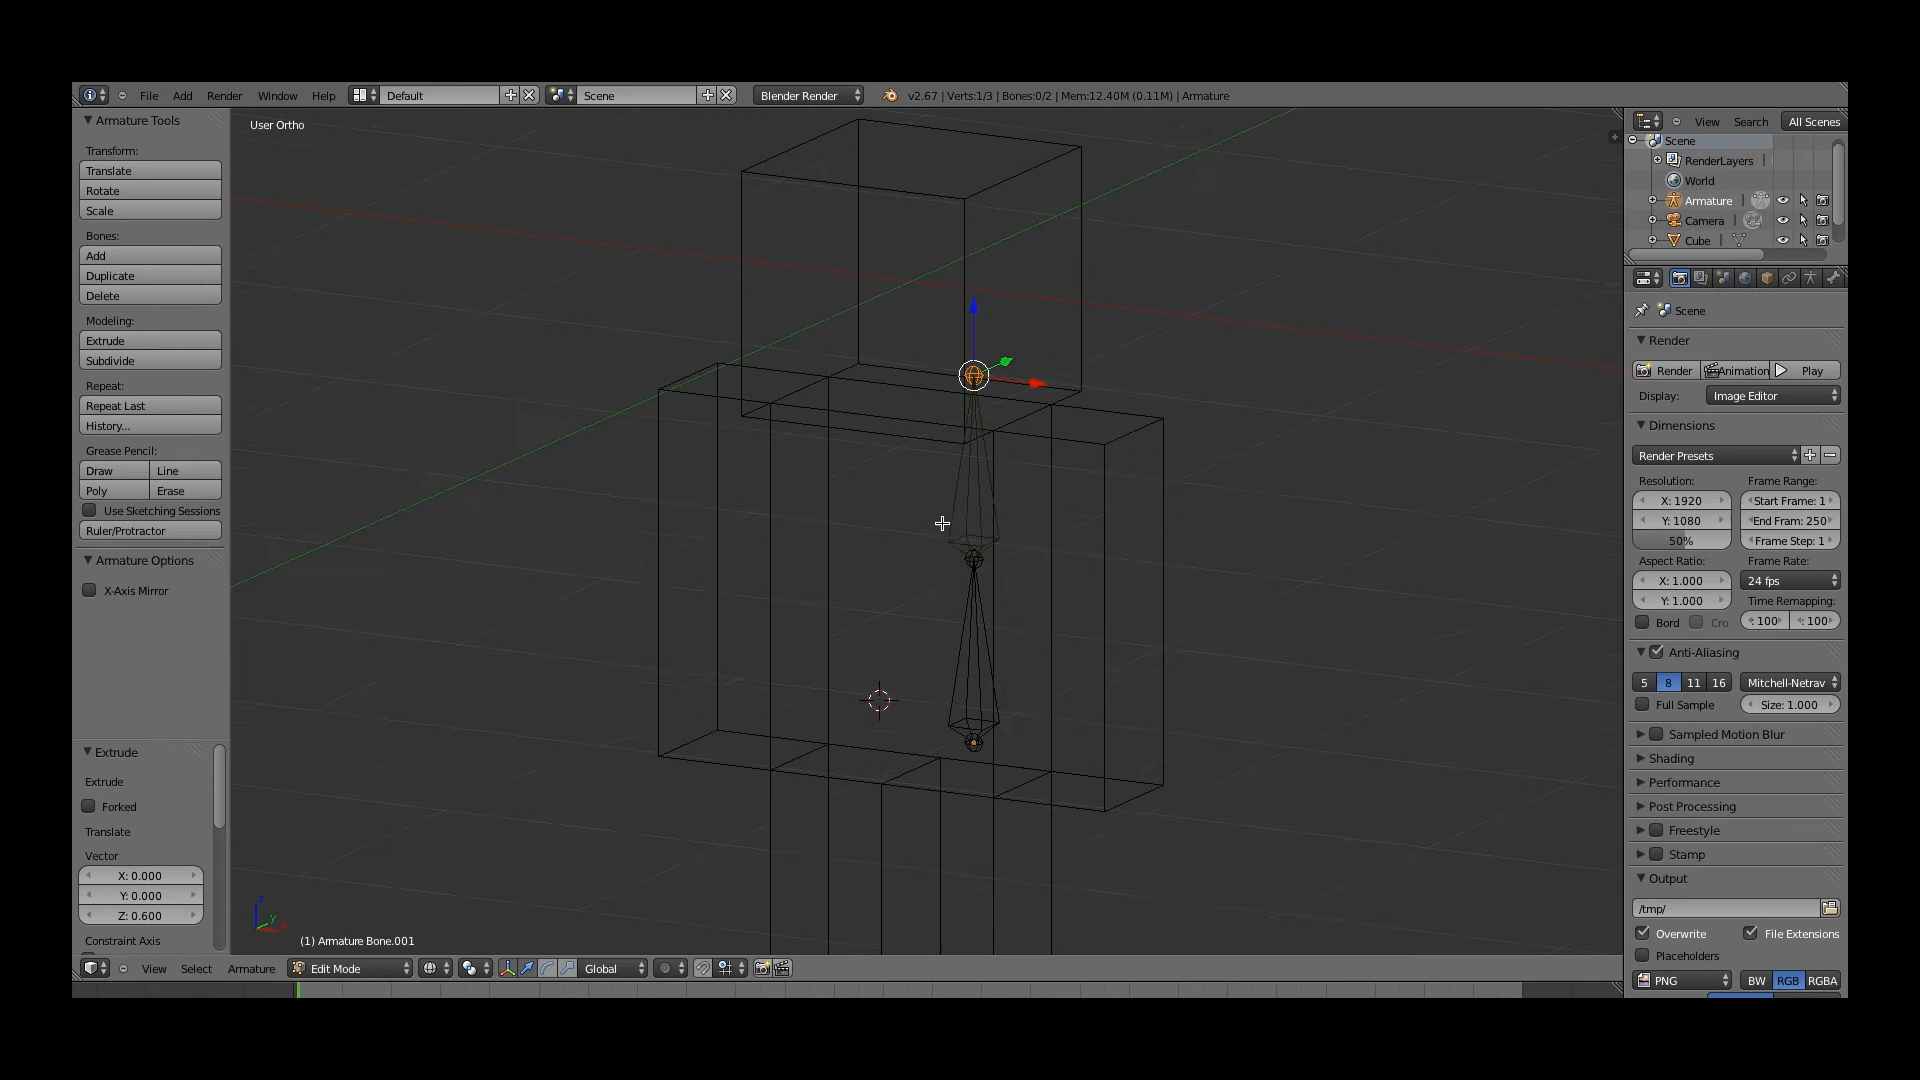 File Add Render Window Help Default Scene Blender Render v2.67 | Verts:1/3 | Bones:0/2 | Mem:12.40M (0.11M) | Armature
Armature Tools
Transform:
Translate
Rotate
Scale
Bones:
Add
Duplicate
Delete
Modeling:
Extrude
Subdivide
Repeat:
Repeat Last
History...
Grease Pencil:
Draw Line
Poly Erase
Use Sketching Sessions
Ruler/Protractor
Armature Options
X-Axis Mirror
Extrude
Extrude
Forked
Translate
Vector
X: 0.000
Y: 0.000
Z: 0.600
Constraint Axis
User Ortho
z
y
(1) Armature Bone.001
View Select Armature Edit Mode Global
View Search All Scenes
Scene
RenderLayers
World
Armature
Camera
Cube
Scene
Render
Render Animation Play
Display: Image Editor
Dimensions
Render Presets
Resolution: Frame Range:
X: 1920 Start Frame: 1
Y: 1080 End Fram: 250
50% Frame Step: 1
Aspect Ratio: Frame Rate:
X: 1.000 24 fps
Y: 1.000 Time Remapping:
Bord Cro : 100 : 100
Anti-Aliasing
5 8 11 16 Mitchell-Netrav
Full Sample Size: 1.000
Sampled Motion Blur
Shading
Performance
Post Processing
Freestyle
Stamp
Output
/tmp/
Overwrite File Extensions
Placeholders
PNG BW RGB RGBA